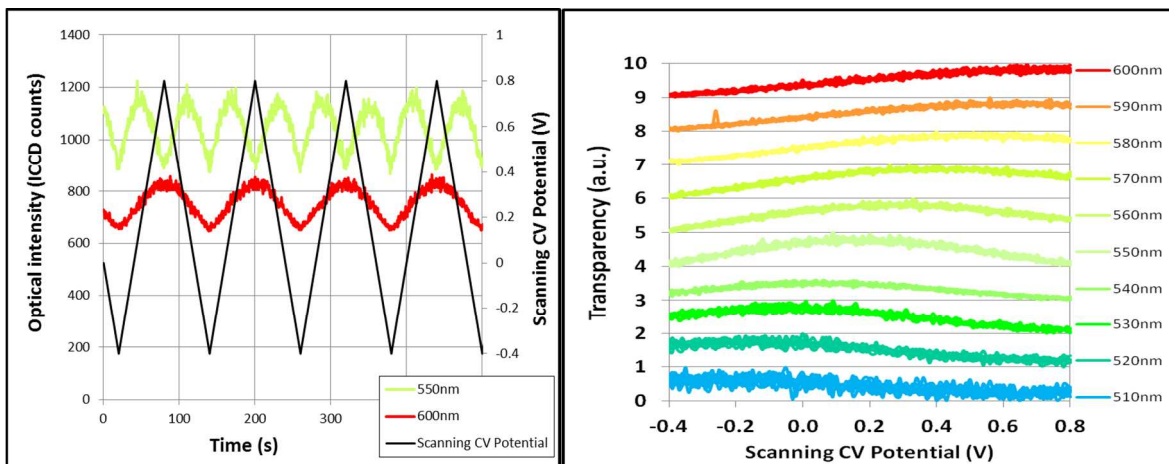 1400
1200
1000
800
600
400
200
0
Optical intensity (ICCD counts)
1
0.8
0.6
0.4
0.2
0
-0.2
-0.4
Scanning CV Potential (V)
0 100 200 300
Time (s)
550nm
600nm
Scanning CV Potential
10
9
8
7
6
5
4
3
2
1
0
Transparency (a.u.)
-0.4 -0.2 0.0 0.2 0.4 0.6 0.8
Scanning CV Potential (V)
600nm
590nm
580nm
570nm
560nm
550nm
540nm
530nm
520nm
510nm